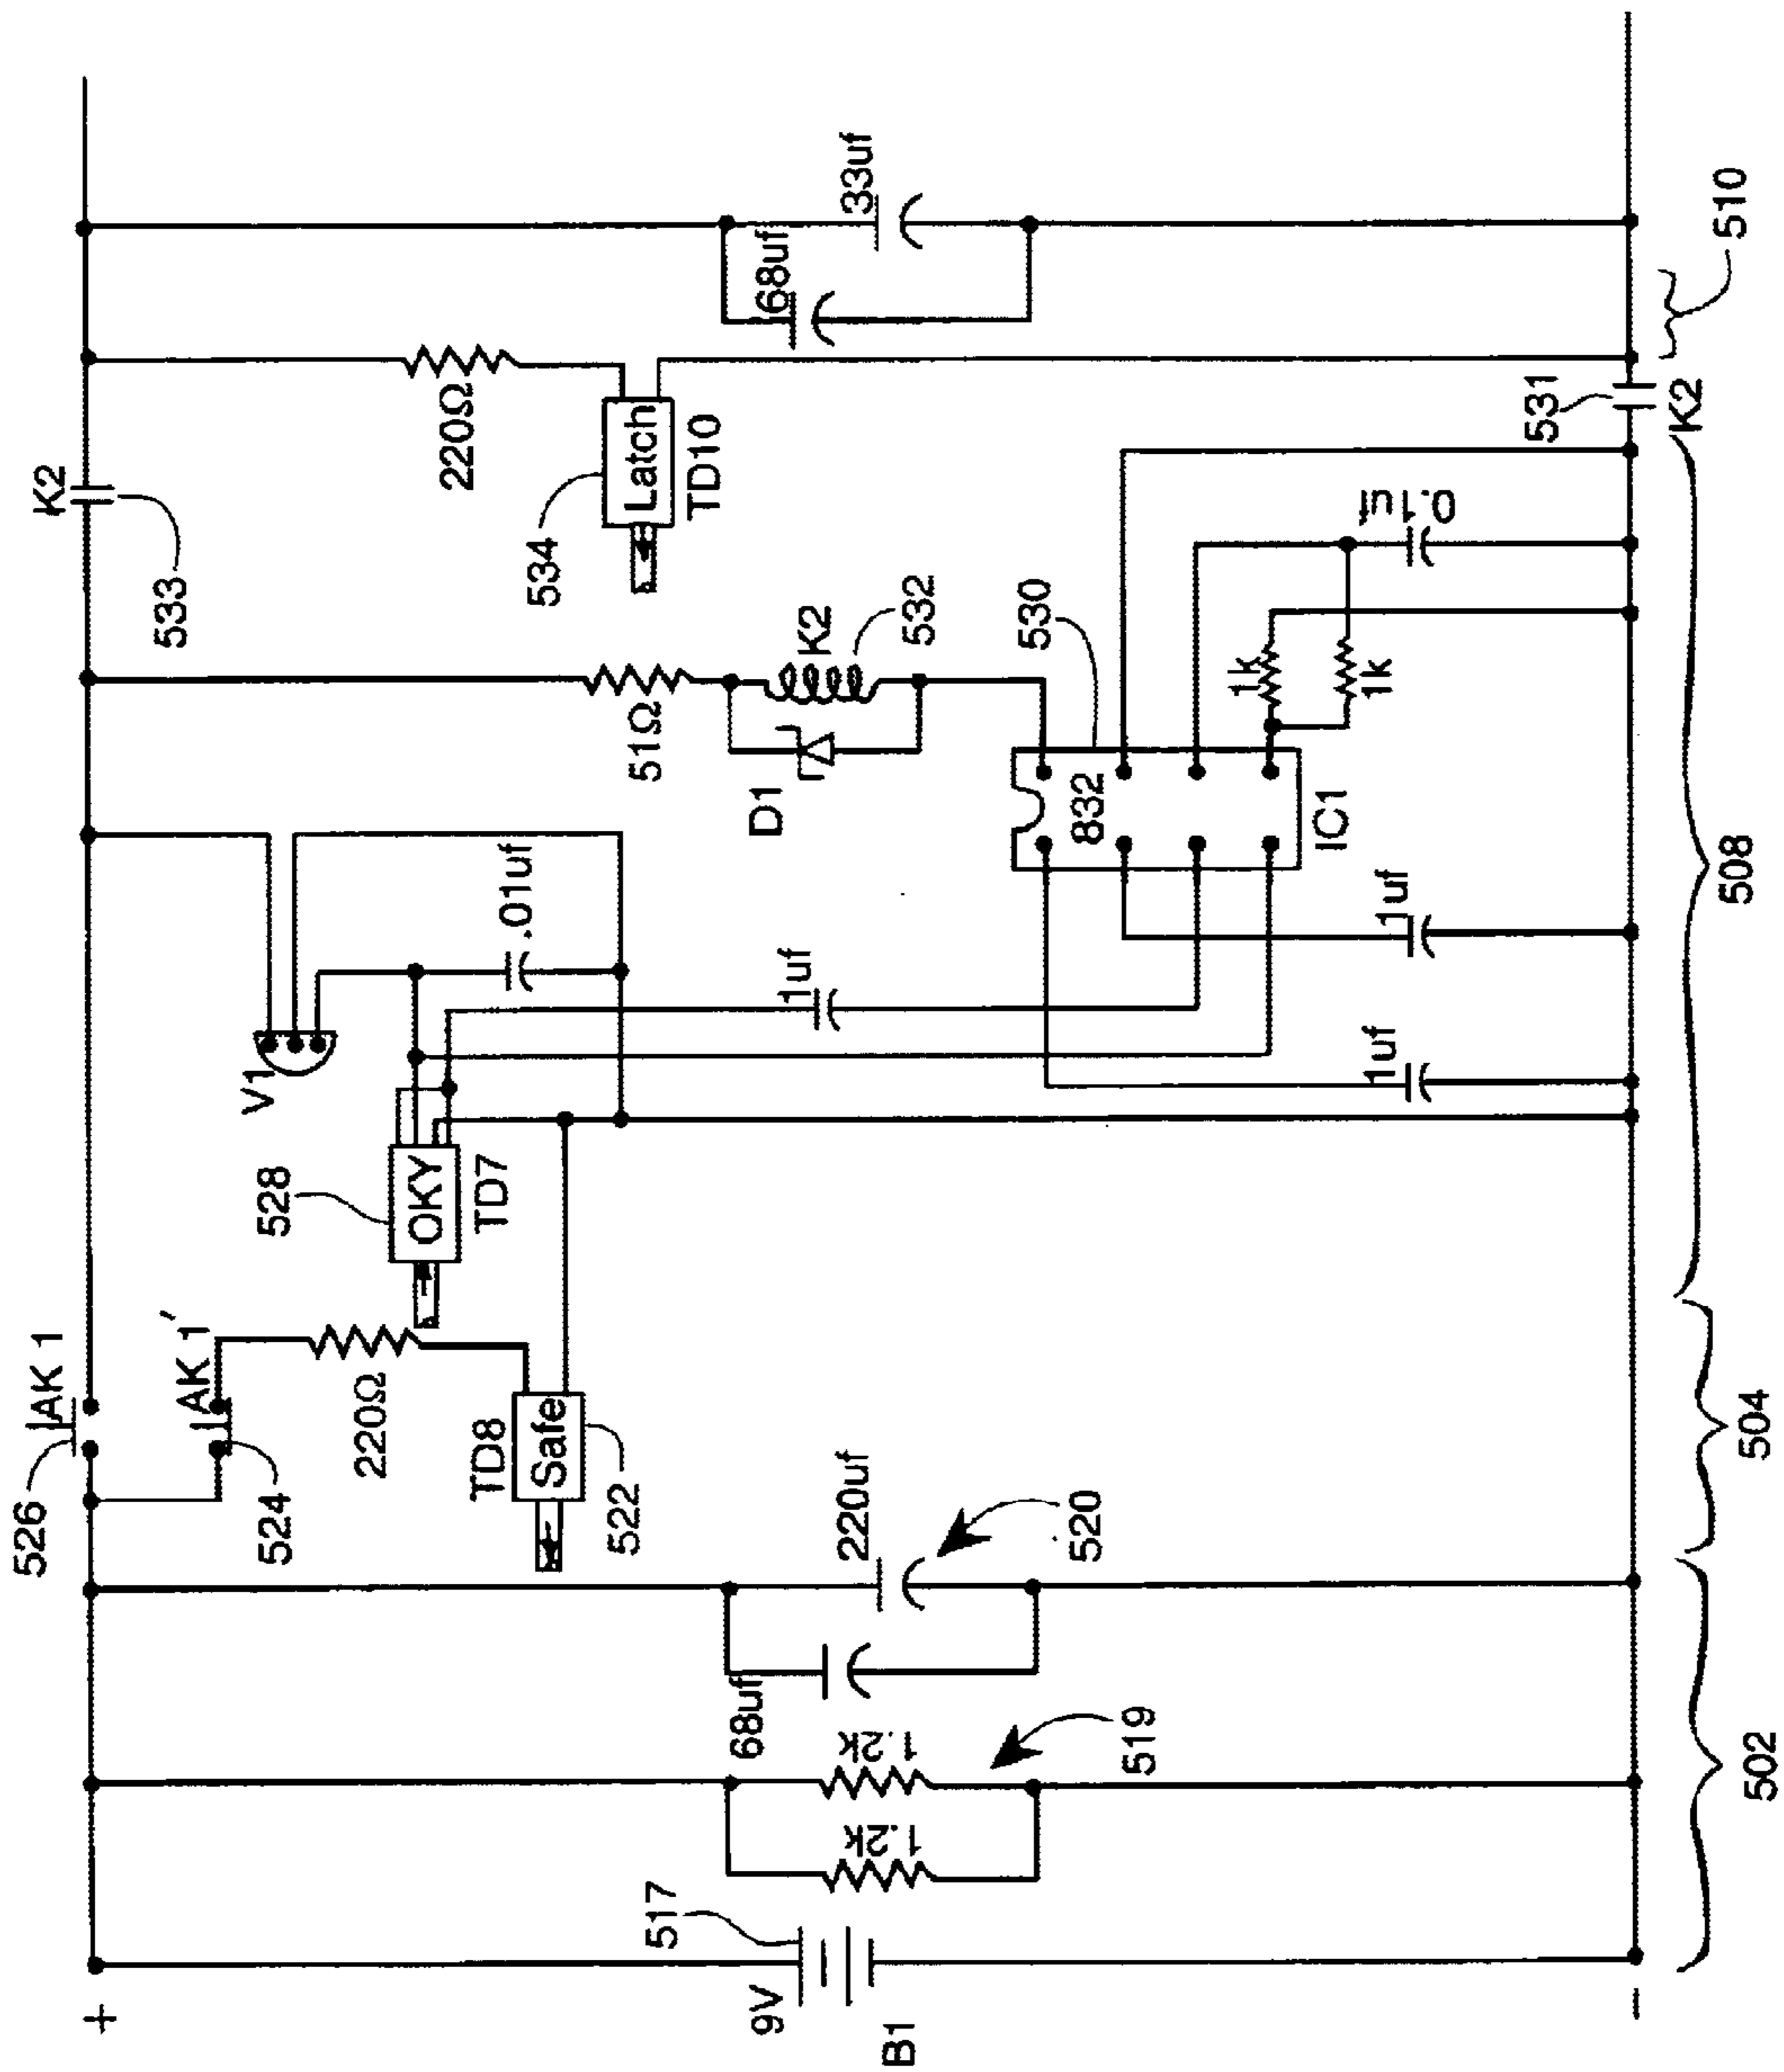 +
−
9V
B1
517
1.2k
1.2k
519
68uf
220uf
520
502
526
AK 1
524
AK 1'
220Ω
TD8
Safe
522
504
528
OKY
TD7
V1
.01uf
1uf
1uf
1uf
51Ω
D1
K2
532
530
832
IC1
1k
1k
0.1uf
508
K2
533
220Ω
534
Latch
TD10
531
K2
68uf
33uf
510